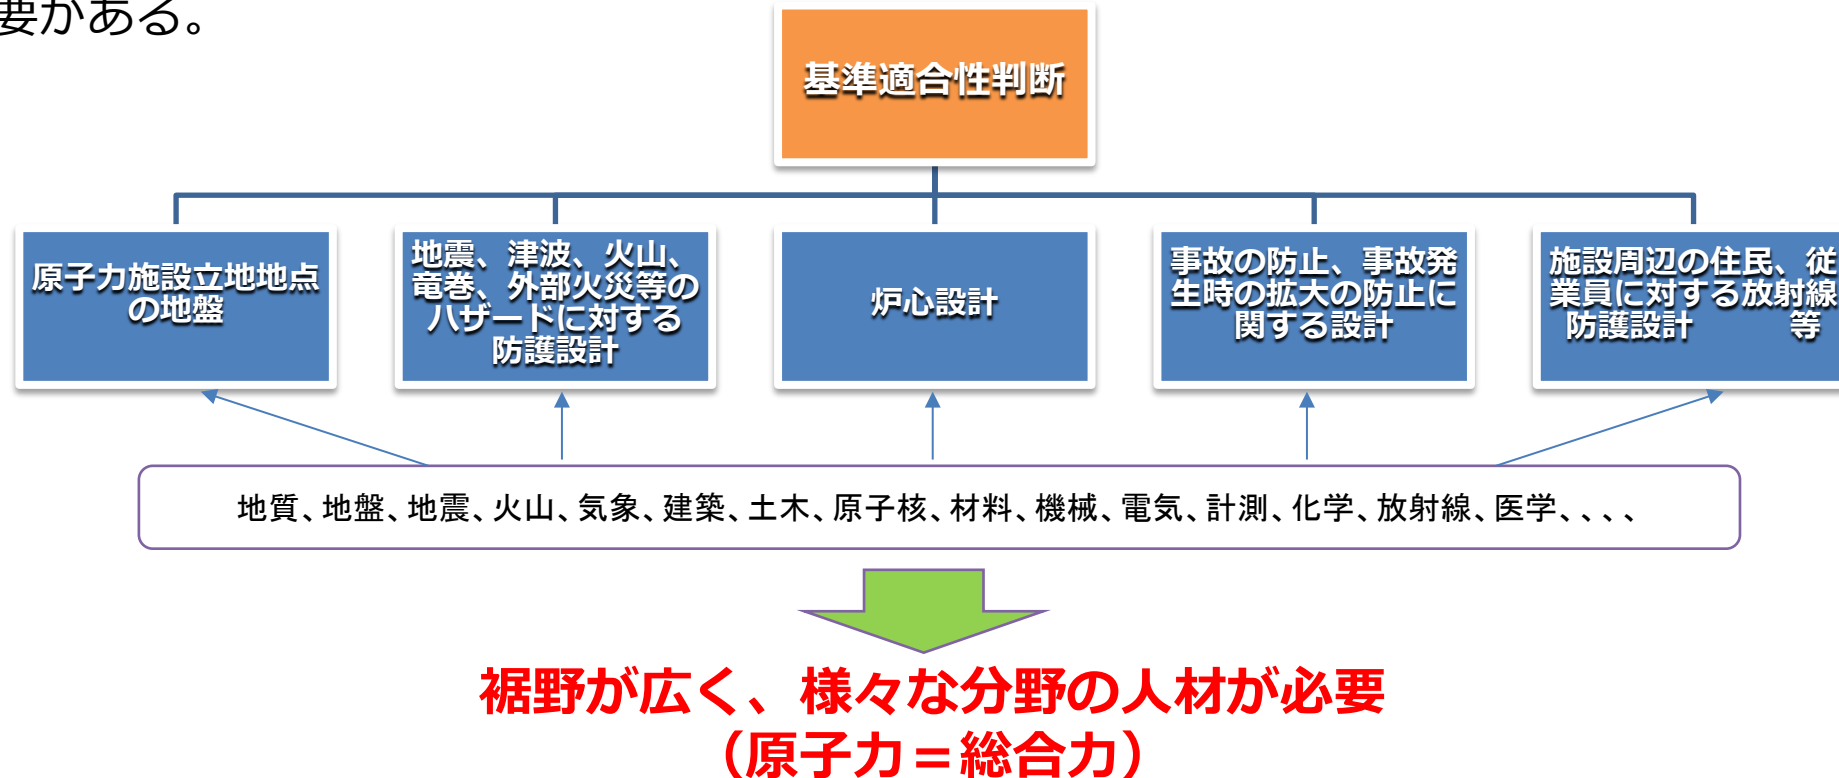 要がある。
基準適合性判断
原子力施設立地地点
の地盤
地震、津波、火山、
竜巻、外部火災等の
ハザードに対する
防護設計
炉心設計
事故の防止、事故発
生時の拡大の防止に
関する設計
施設周辺の住民、従
業員に対する放射線
防護設計　　　等
地質、地盤、地震、火山、気象、建築、土木、原子核、材料、機械、電気、計測、化学、放射線、医学、、、、
裾野が広く、様々な分野の人材が必要
（原子力＝総合力）